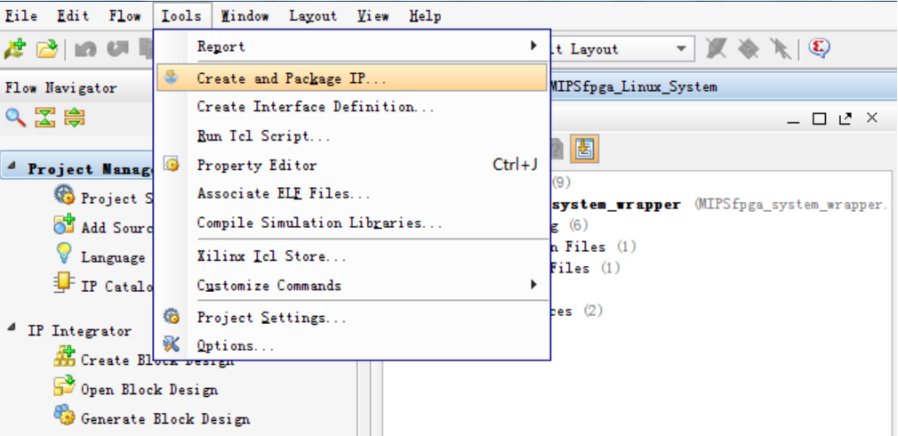 File Edit Flow Tools Window Layout View Help
Report
t Layout
Create and Package IP...
Flow Navigator
MIPSfpga_Linux_System
Create Interface Definition...
Run Tcl Script...
Property Editor Ctrl+J
Project Manag
(9)
Project S
Associate ELF Files...
system_wrapper (MIPSfpga_system_wrapper.
Add Sourc
Compile Simulation Libraries...
g (6)
n Files (1)
Language
Xilinx Tcl Store...
Files (1)
IP Catalo
Customize Commands
Project Settings...
ces (2)
IP Integrator
Options...
Create Block Design
Open Block Design
Generate Block Design